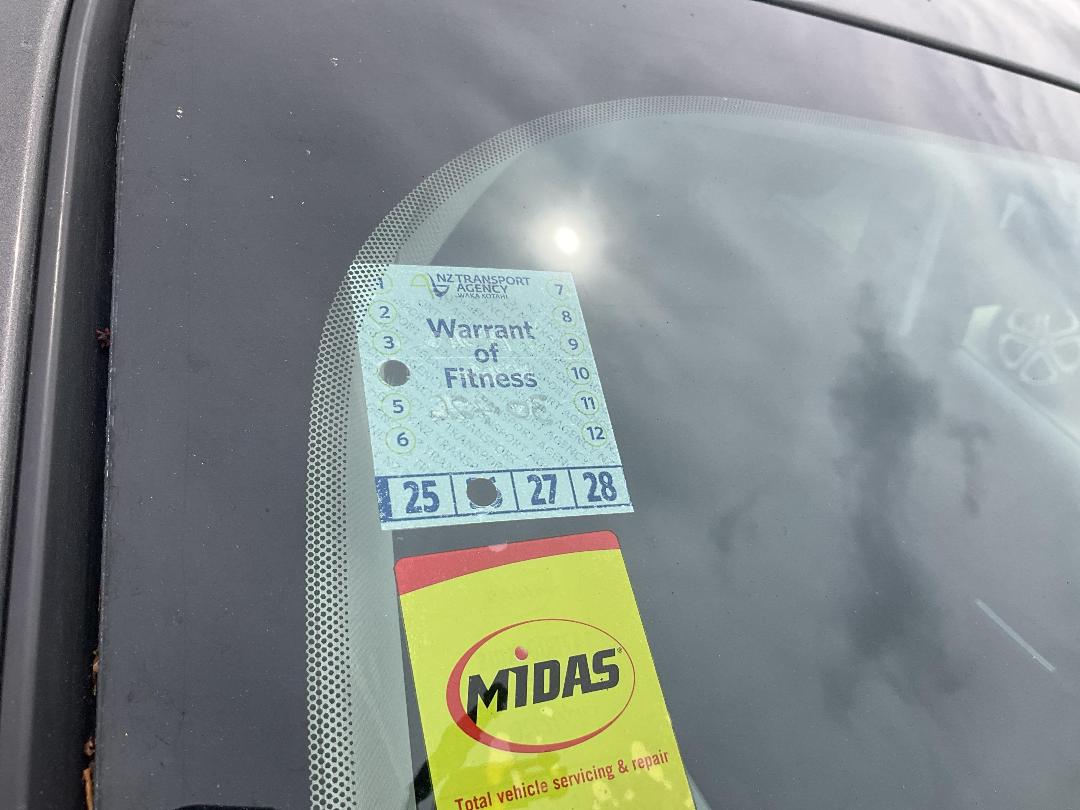 NZ TRANSPORT
AGENCY
WAKA KOTAHI
1
2
3
5
6
7
8
9
10
11
12
Warrant
of
Fitness
25
27
28
MIDAS
Total vehicle servicing & repair